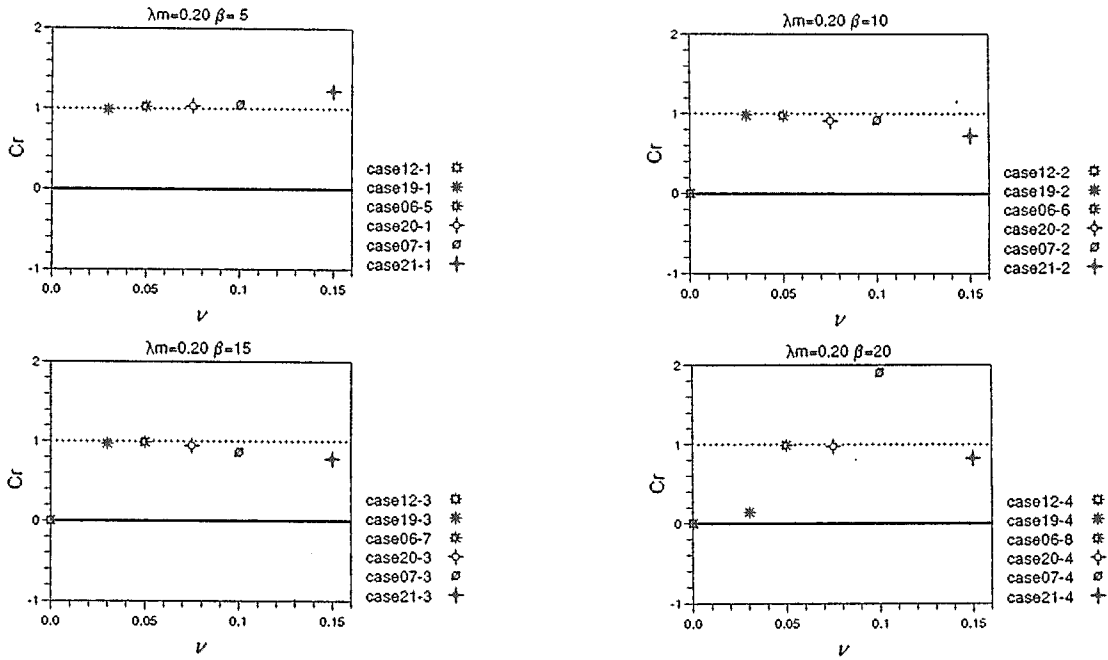 λm=0.20 β= 5
2
1
0
-1
Cr
0.0 0.05 0.1 0.15
ν
case12-1
case19-1
case06-5
case20-1
case07-1
case21-1
λm=0.20 β=10
2
1
0
-1
Cr
0.0 0.05 0.1 0.15
ν
case12-2
case19-2
case06-6
case20-2
case07-2
case21-2
λm=0.20 β=15
2
1
0
-1
Cr
0.0 0.05 0.1 0.15
ν
case12-3
case19-3
case06-7
case20-3
case07-3
case21-3
λm=0.20 β=20
2
1
0
-1
Cr
0.0 0.05 0.1 0.15
ν
case12-4
case19-4
case06-8
case20-4
case07-4
case21-4